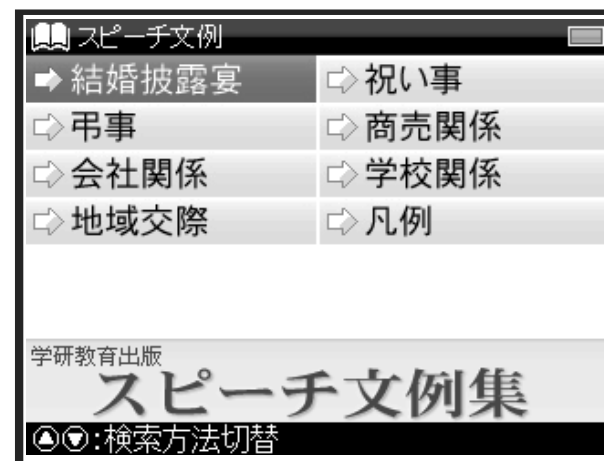 スピーチ文例
結婚披露宴 祝い事
弔事 商売関係
会社関係 学校関係
地域交際 凡例
学研教育出版
スピーチ文例集
:検索方法切替